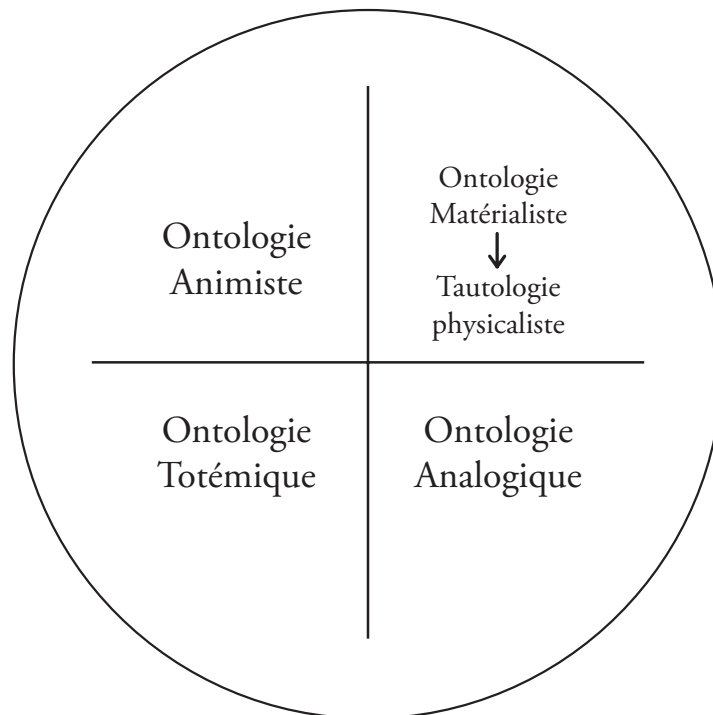 Ontologie
Animiste
Ontologie
Matérialiste
Tautologie
physicaliste
Ontologie
Totémique
Ontologie
Analogique